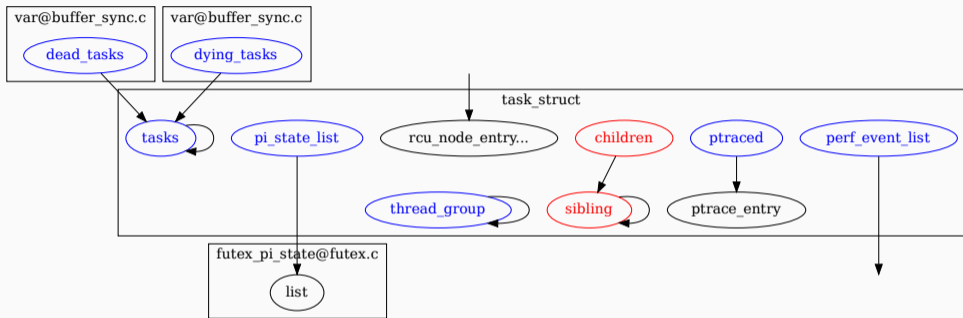 var@buffer_sync.c
var@buffer_sync.c
dead_tasks
dying_tasks
task_struct
tasks
pi_state_list
rcu_node_entry...
children
ptraced
perf_event_list
thread_group
sibling
ptrace_entry
futex_pi_state@futex.c
list